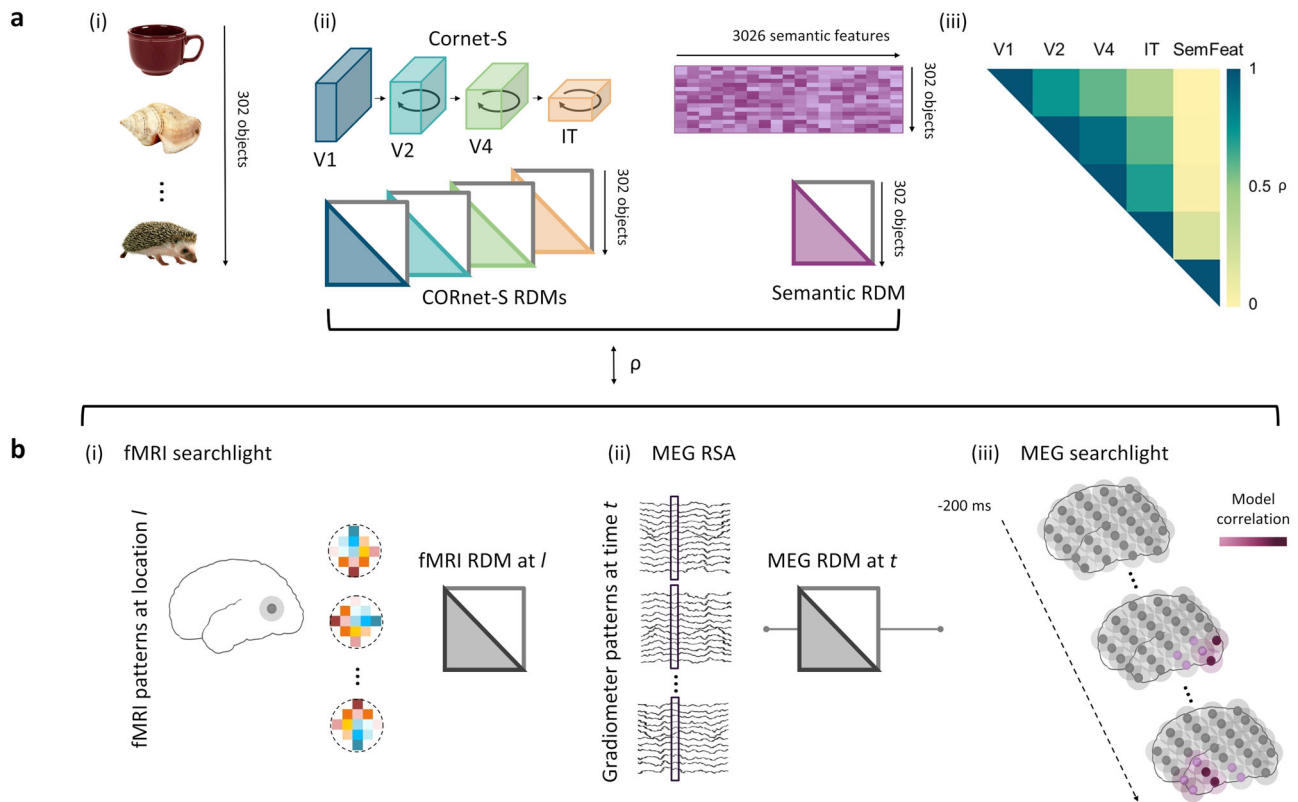 a
(i)
302 objects
(ii)
Cornet-S
V1
V2
V4
IT
302 objects
CORnet-S RDMs
3026 semantic features
302 objects
302 objects
Semantic RDM
(iii)
V1 V2 V4 IT SemFeat
1
0.5 ρ
0
ρ
b
(i) fMRI searchlight
fMRI patterns at location l
fMRI RDM at l
(ii) MEG RSA
Gradiometer patterns at time t
MEG RDM at t
(iii) MEG searchlight
-200 ms
Model
correlation